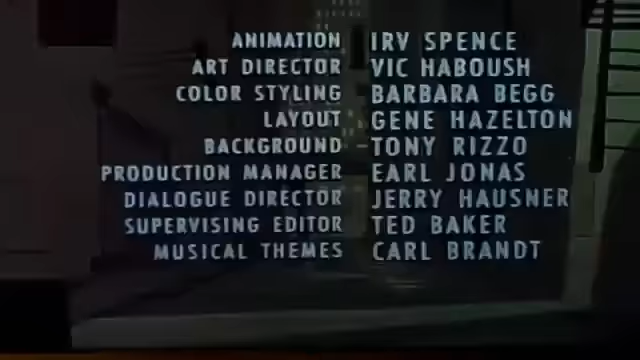 ANIMATION IRV SPENCE
ART DIRECTOR VIC HABOUSH
COLOR STYLING BARBARA BEGG
LAYOUT GENE HAZELTON
BACKGROUND TONY RIZZO
PRODUCTION MANAGER EARL JONAS
DIALOGUE DIRECTOR JERRY HAUSNER
SUPERVISING EDITOR TED BAKER
MUSICAL THEMES CARL BRANDT